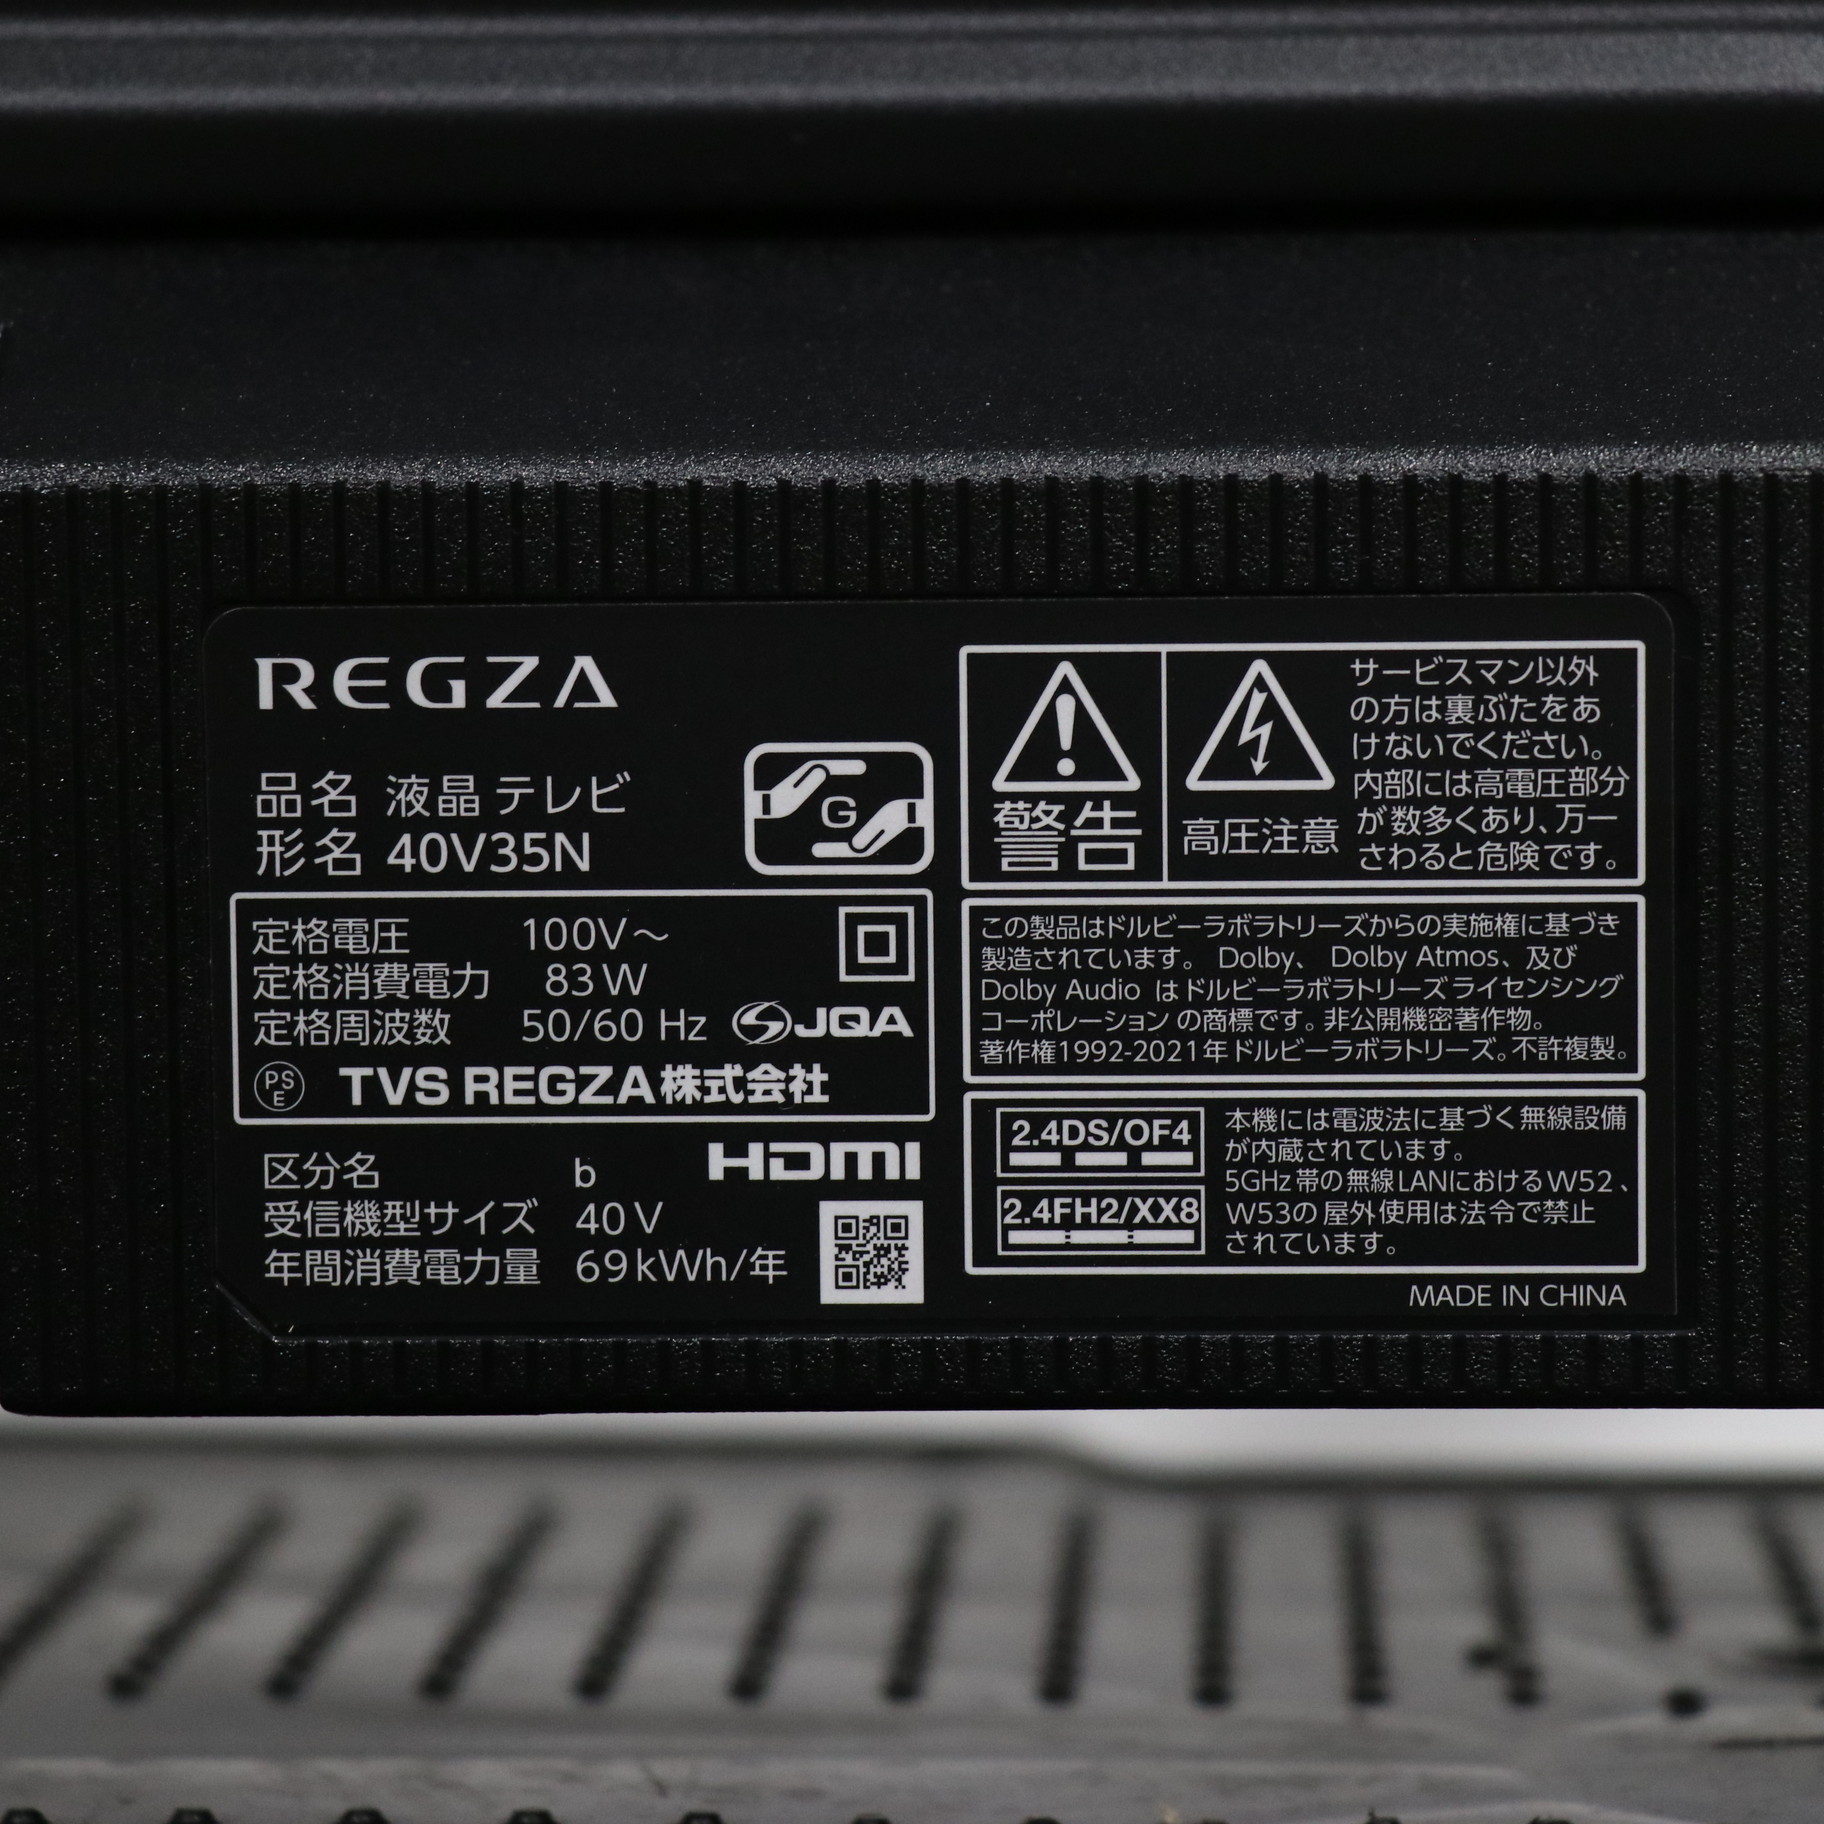 REGZA
品名 液晶テレビ
形名 40V35N
G
定格電圧 100V～
定格消費電力 83W
定格周波数 50/60 Hz
JQA
PS
E
TVS REGZA株式会社
区分名 b
HDMI
受信機型サイズ 40V
年間消費電力量 69kWh/年
警告
高圧注意
サービスマン以外
の方は裏ぶたをあ
けないでください。
内部には高電圧部分
が数多くあり、万一
さわると危険です。
この製品はドルビーラボラトリーズからの実施権に基づき
製造されています。 Dolby、 Dolby Atmos、及び
Dolby Audio はドルビーラボラトリーズライセンシング
コーポレーションの商標です。非公開機密著作物。
著作権1992-2021年ドルビーラボラトリーズ。不許複製。
2.4DS/OF4
2.4FH2/XX8
本機には電波法に基づく無線設備
が内蔵されています。
5GHz帯の無線LANにおけるW52、
W53の屋外使用は法令で禁止
されています。
MADE IN CHINA